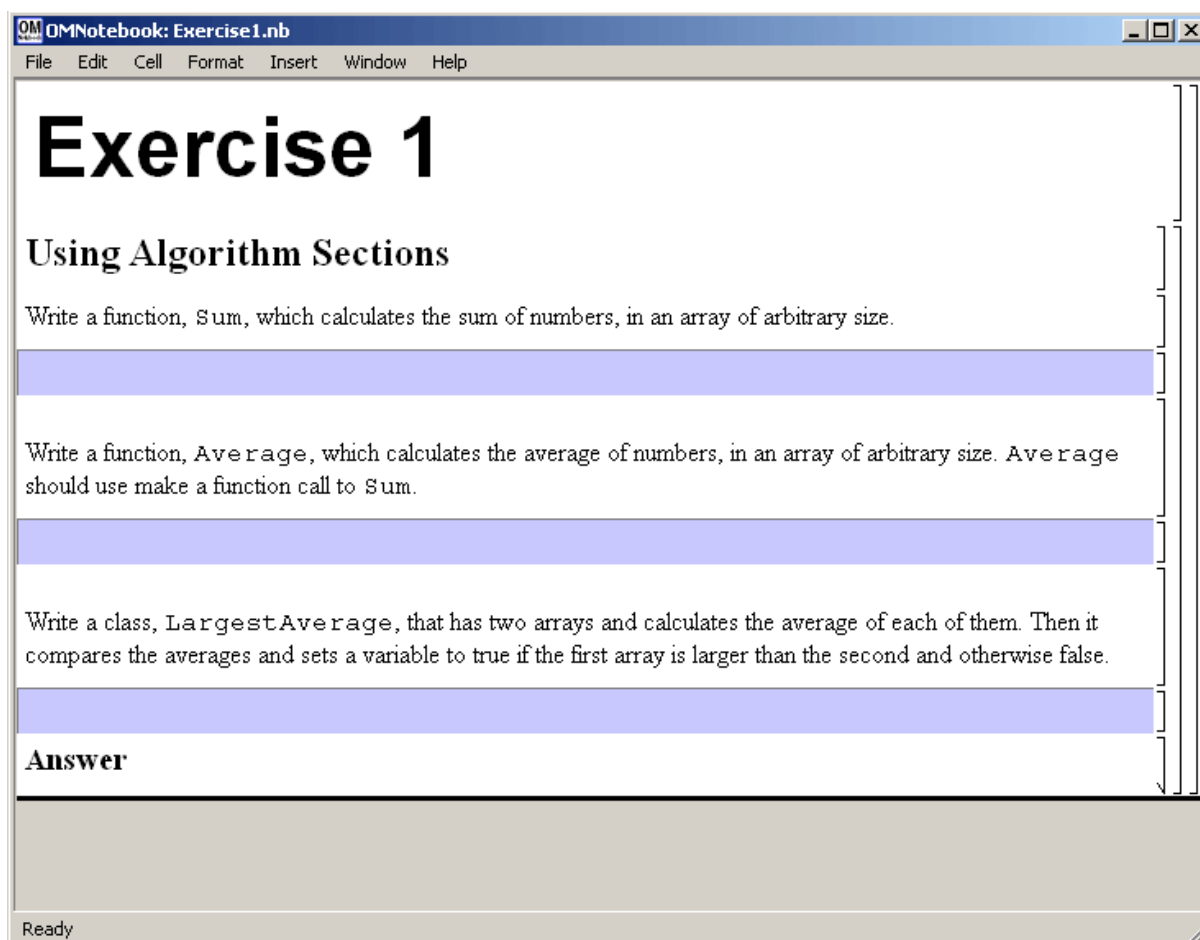 OM OMNotebook: Exercise1.nb
File Edit Cell Format Insert Window Help
Exercise 1
Using Algorithm Sections
Write a function, Sum, which calculates the sum of numbers, in an array of arbitrary size.
Write a function, Average, which calculates the average of numbers, in an array of arbitrary size. Average
should use make a function call to Sum.
Write a class, LargestAverage, that has two arrays and calculates the average of each of them. Then it
compares the averages and sets a variable to true if the first array is larger than the second and otherwise false.
Answer
Ready